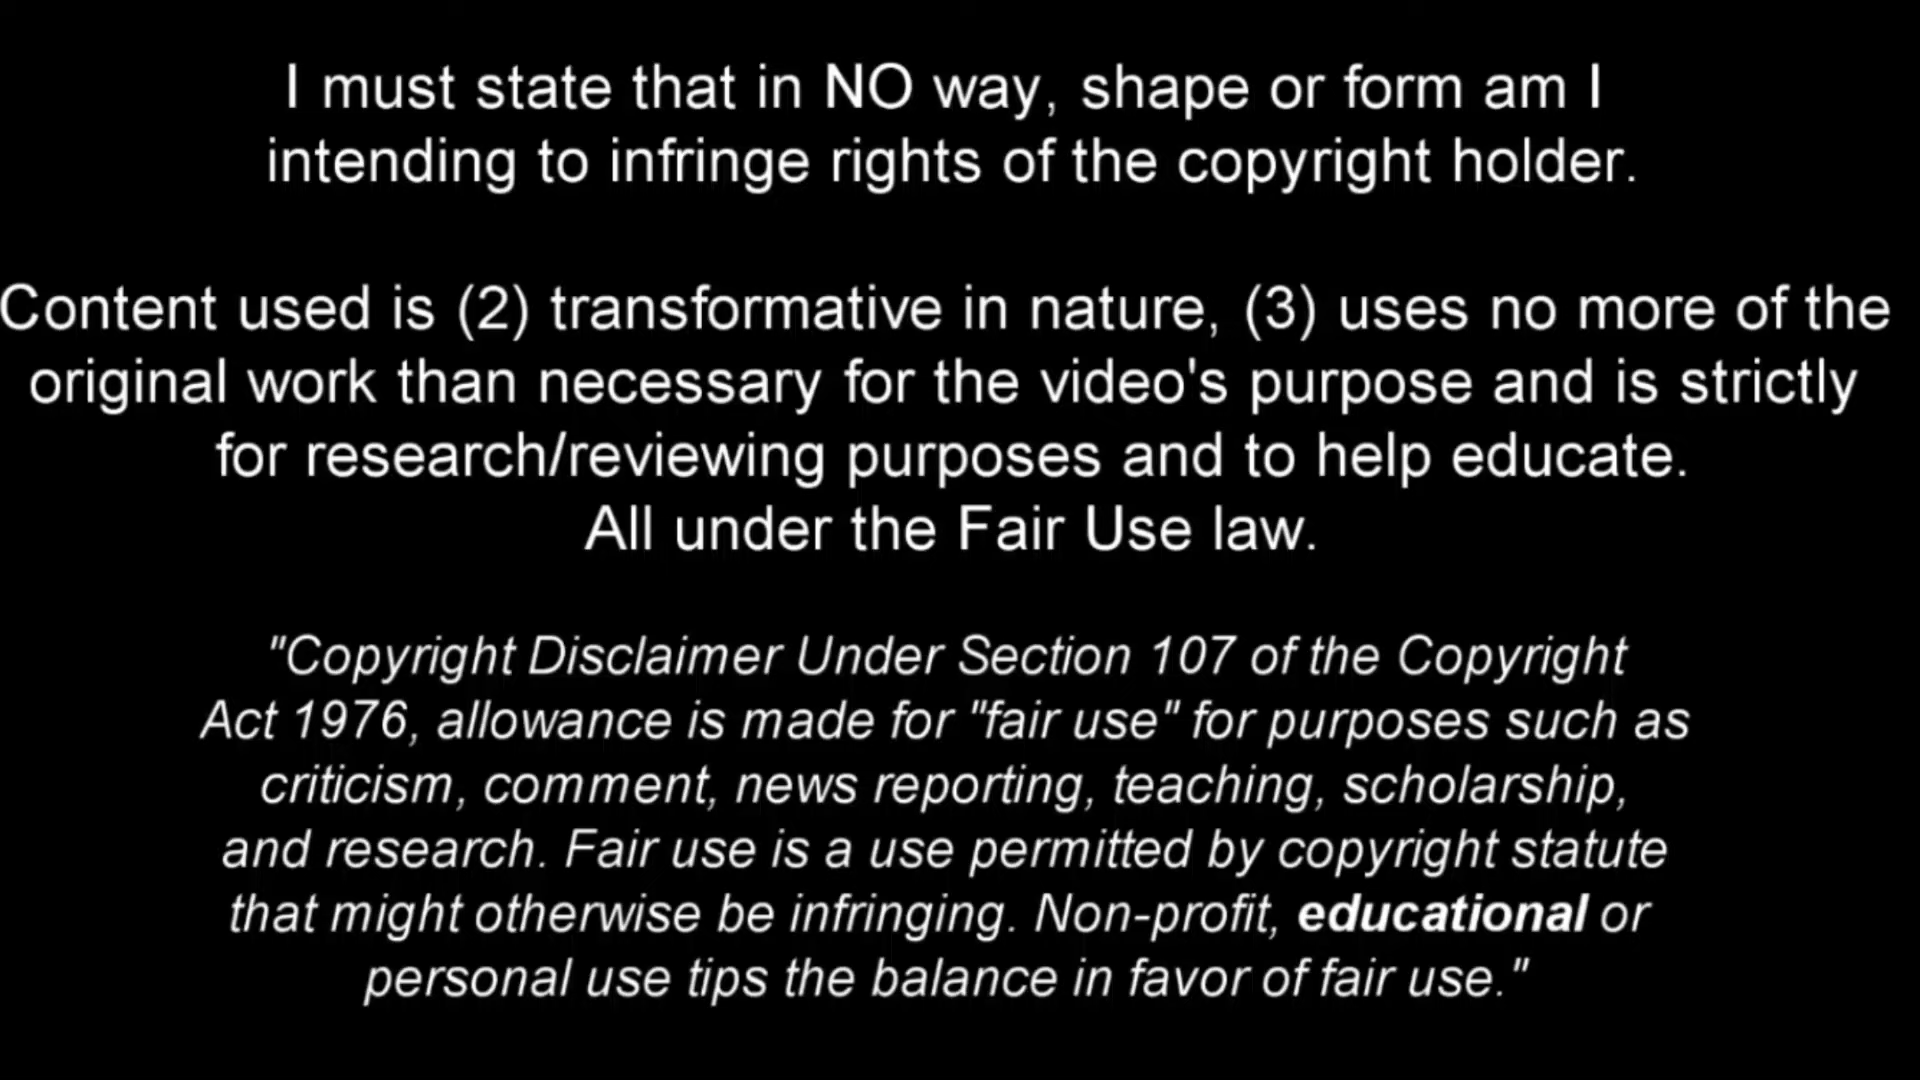 I must state that in NO way, shape or form am I
intending to infringe rights of the copyright holder.
Content used is (2) transformative in nature, (3) uses no more of the
original work than necessary for the video's purpose and is strictly
for research/reviewing purposes and to help educate.
All under the Fair Use law.
"Copyright Disclaimer Under Section 107 of the Copyright
Act 1976, allowance is made for "fair use" for purposes such as
criticism, comment, news reporting, teaching, scholarship,
and research. Fair use is a use permitted by copyright statute
that might otherwise be infringing. Non-profit, educational or
personal use tips the balance in favor of fair use."